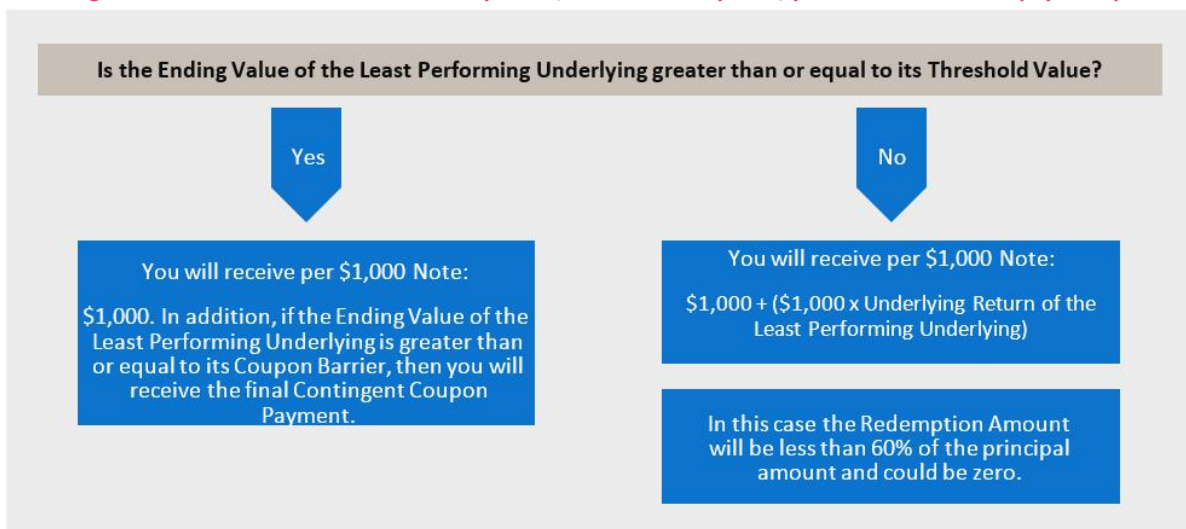 Is the Ending Value of the Least Performing Underlying greater than or equal to its Threshold Value?
Yes
No
You will receive per $1,000 Note:
$1,000. In addition, if the Ending Value of the
Least Performing Underlying is greater than
or equal to its Coupon Barrier, then you will
receive the final Contingent Coupon
Payment.
You will receive per $1,000 Note:
$1,000 + ($1,000 x Underlying Return of the
Least Performing Underlying)
In this case the Redemption Amount
will be less than 60% of the principal
amount and could be zero.